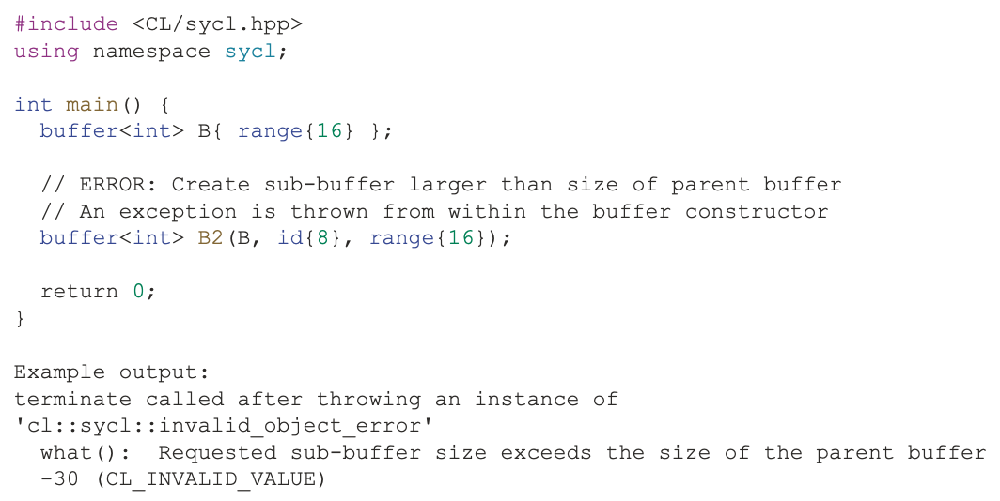 #include <CL/sycl.hpp>
using namespace sycl;

int main() {
  buffer<int> B{ range{16} };

  // ERROR: Create sub-buffer larger than size of parent buffer
  // An exception is thrown from within the buffer constructor
  buffer<int> B2(B, id{8}, range{16});

  return 0;
}

Example output:
terminate called after throwing an instance of
'cl::sycl::invalid_object_error'
  what():  Requested sub-buffer size exceeds the size of the parent buffer
  -30 (CL_INVALID_VALUE)